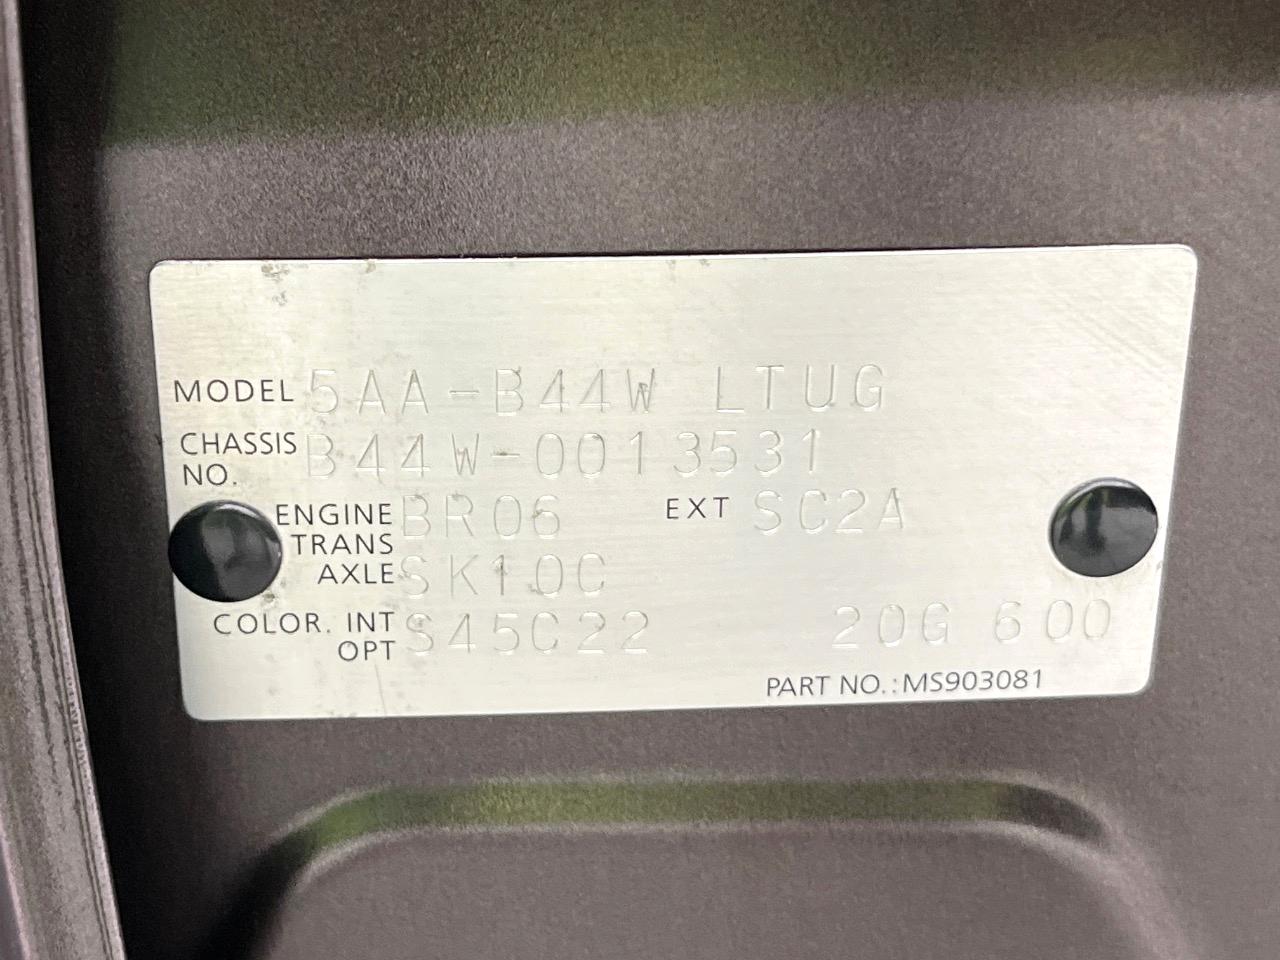 MODEL 5AA-B44W LTUG
CHASSIS NO. B44W-0013531
ENGINE BR06 EXT SC2A
TRANS AXLE SK10C
COLOR. INT OPT S45C22 20G 600
PART NO.:MS903081